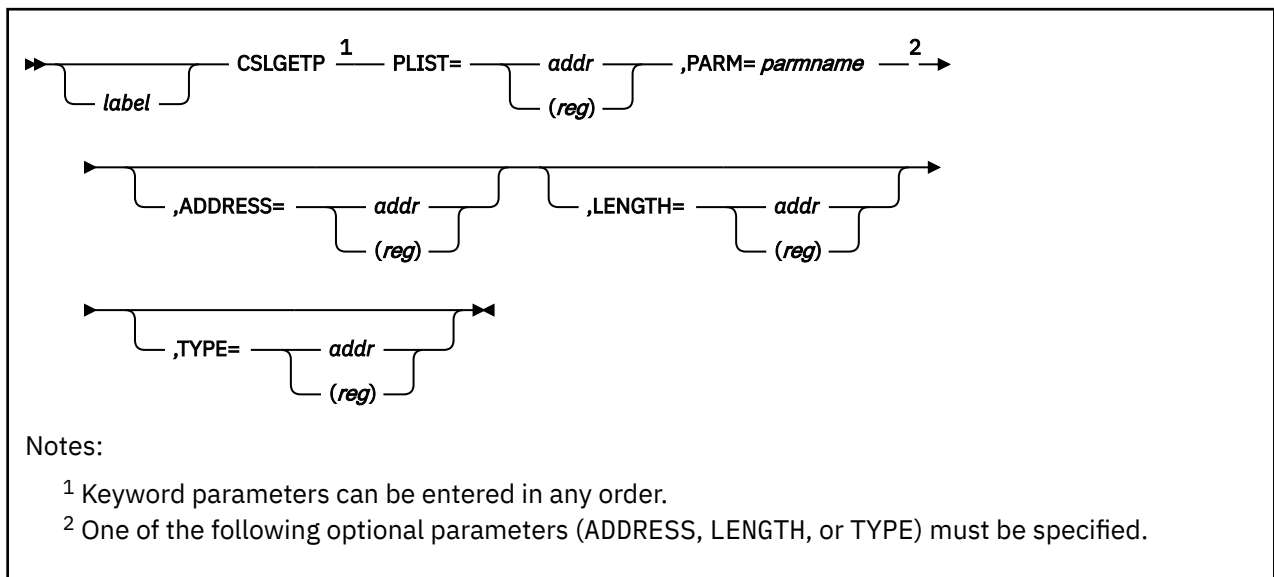 CSLGETP 1 PLIST= addr ,PARM= parmname 2
label (reg)
,ADDRESS= addr ,LENGTH= addr
(reg) (reg)
,TYPE= addr
(reg)
Notes:
1 Keyword parameters can be entered in any order.
2 One of the following optional parameters (ADDRESS, LENGTH, or TYPE) must be specified.